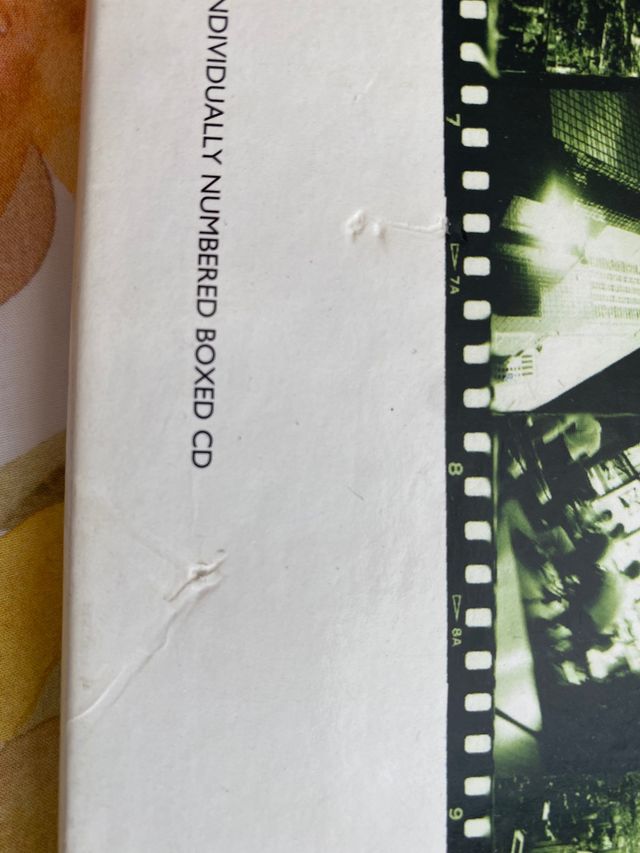 NDIVIDUALLY NUMBERED BOXED CD
7
7A
8
8A
9